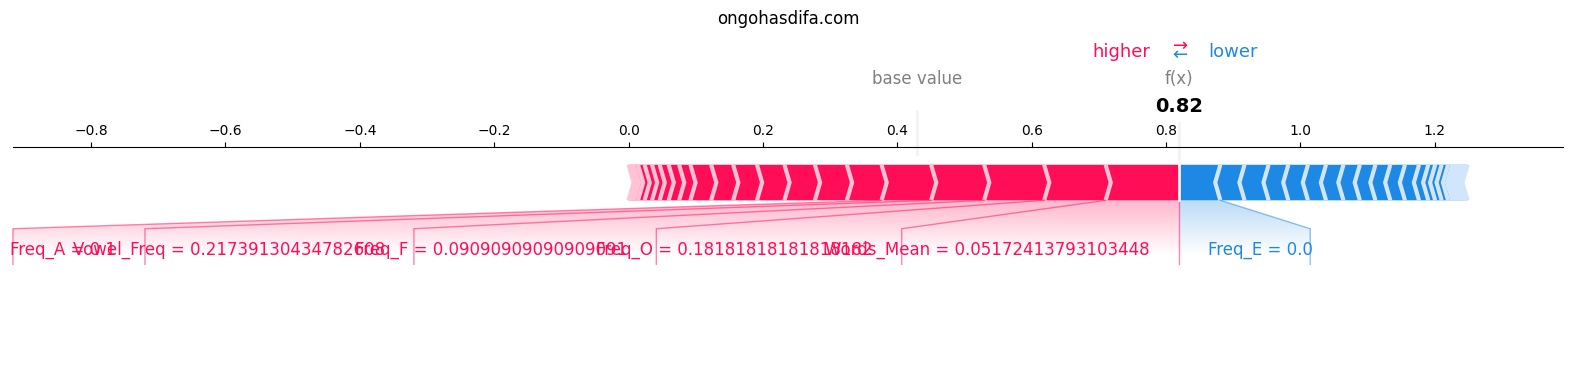 ongohasdifa.com
higher → lower
←
base value f(x)
0.82
−0.8 −0.6 −0.4 −0.2 0.0 0.2 0.4 0.6 0.8 1.0 1.2
Freq_A = 0.1 Vowel_Freq = 0.21739130434782608 Freq_F = 0.09090909090909091 Freq_O = 0.18181818181818182 Words_Mean = 0.05172413793103448 Freq_E = 0.0